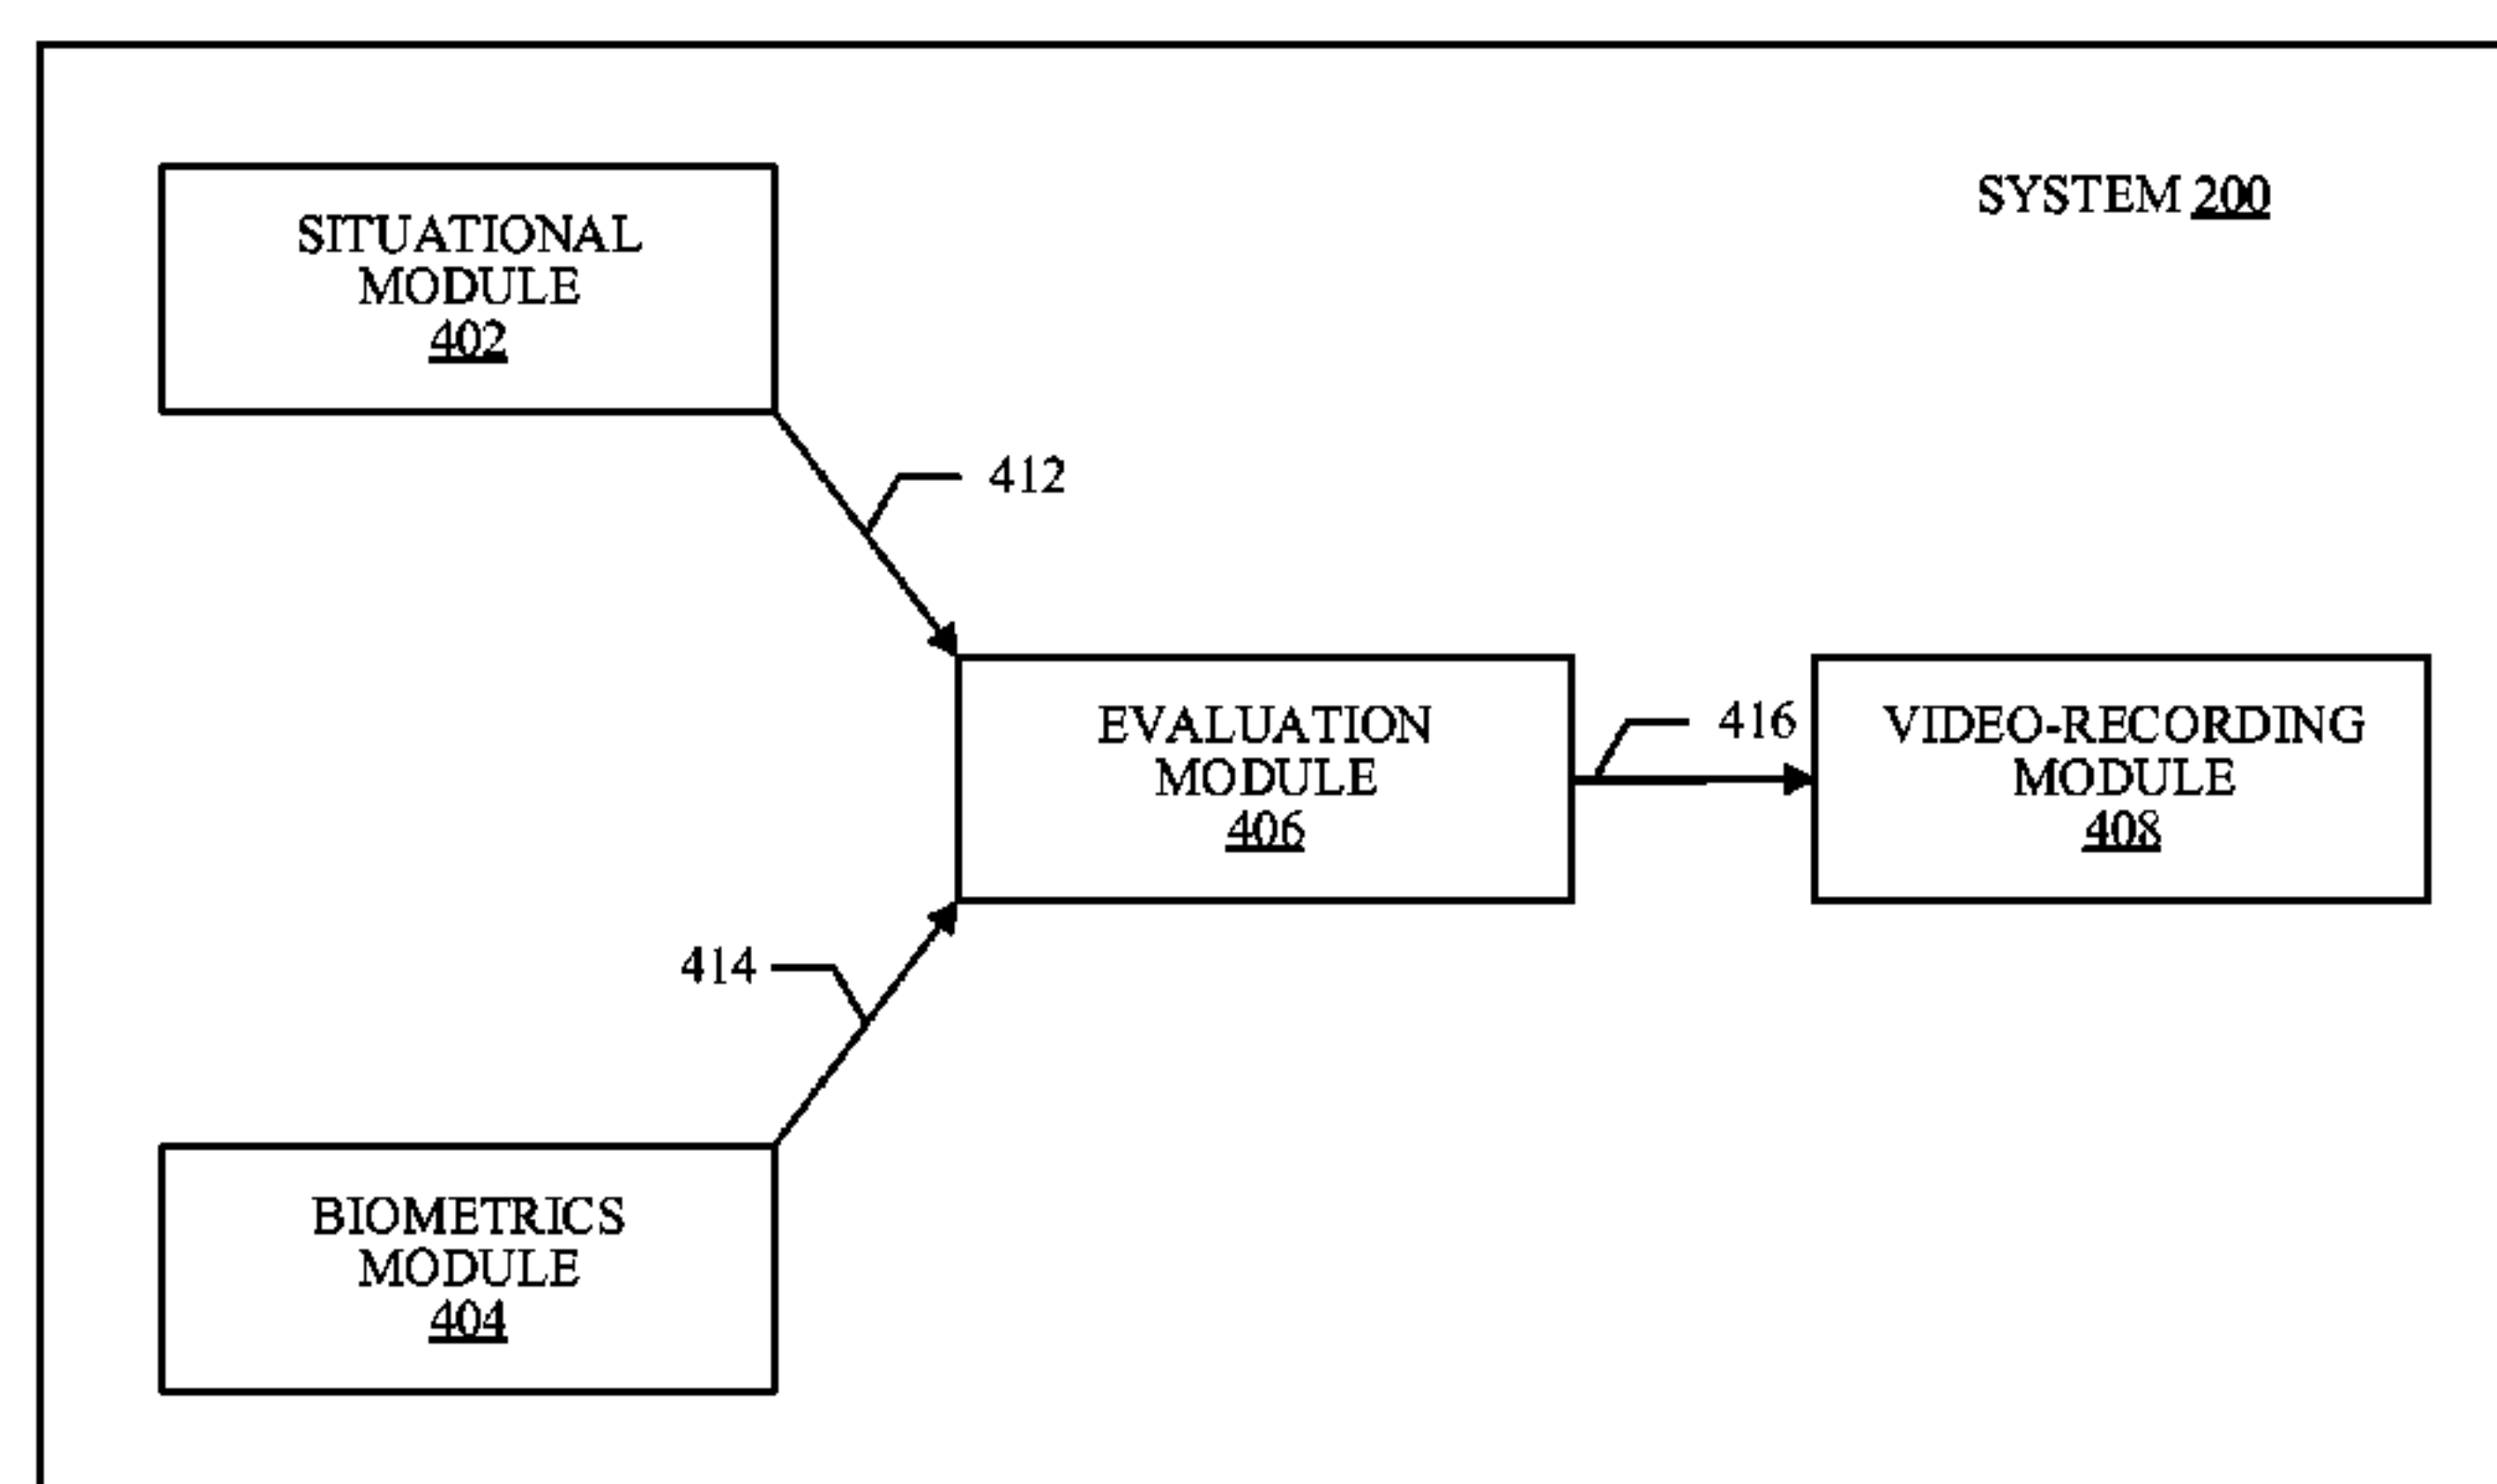 SYSTEM 200
SITUATIONAL
MODULE
402
412
EVALUATION
MODULE
406
416
VIDEO-RECORDING
MODULE
408
414
BIOMETRICS
MODULE
404